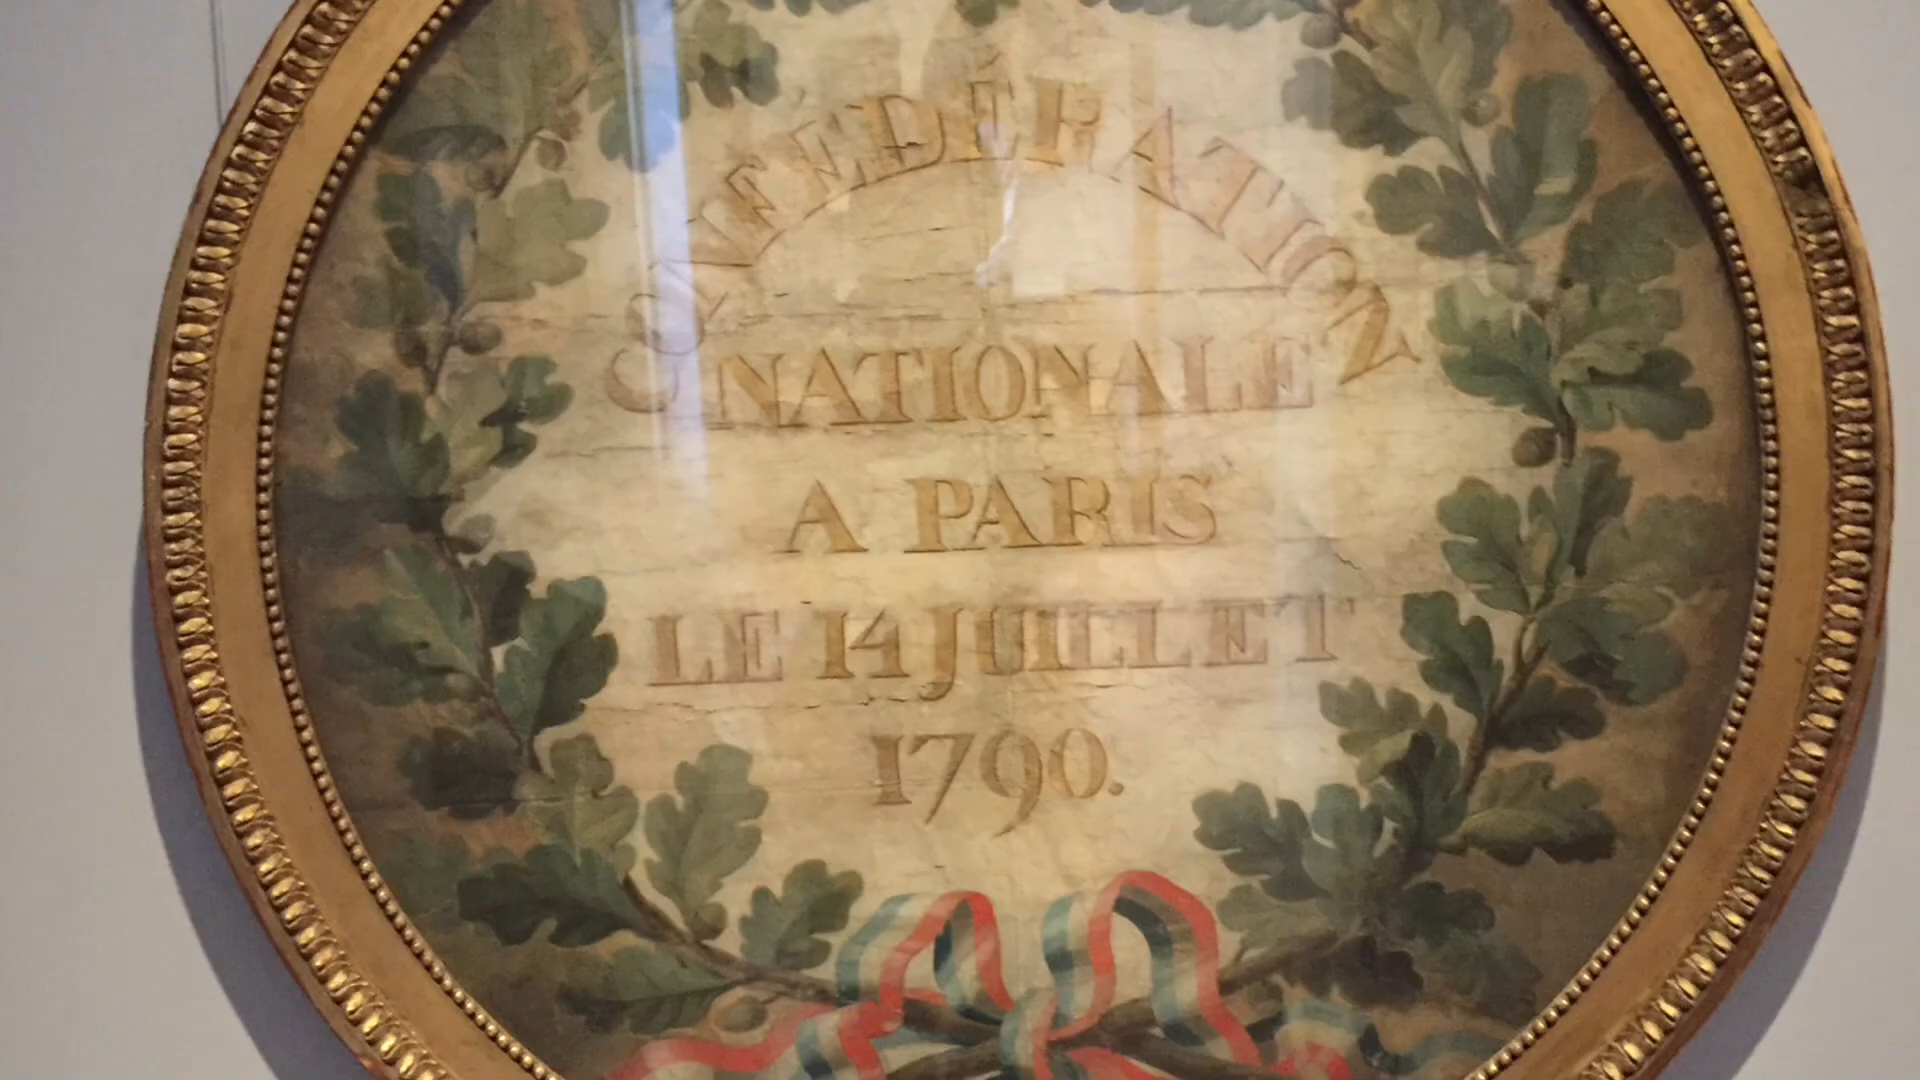 CONFÉDÉRATION
NATIONALE
A PARIS
LE 14 JUILLET
1790.